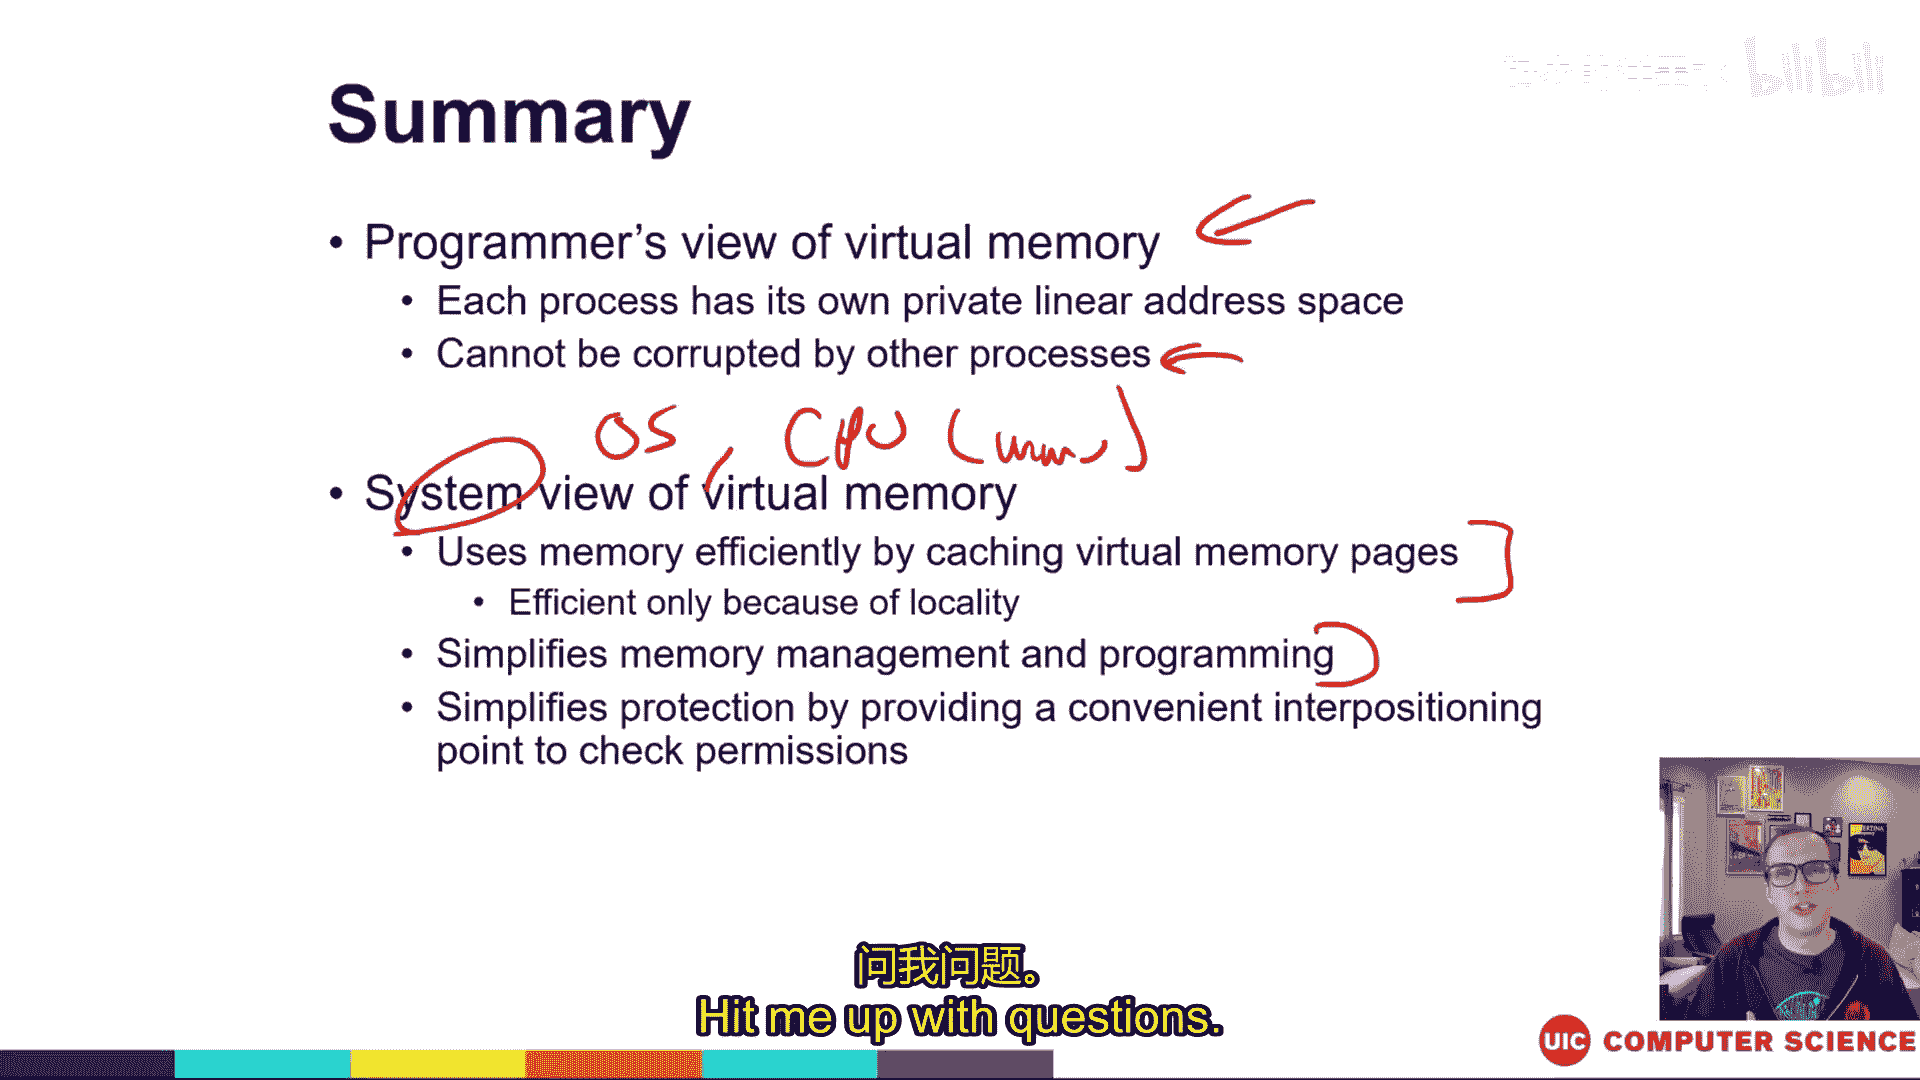 bilibili
Summary
• Programmer's view of virtual memory
• Each process has its own private linear address space
• Cannot be corrupted by other processes
OS, CPU (mmu)
• System view of virtual memory
• Uses memory efficiently by caching virtual memory pages
• Efficient only because of locality
• Simplifies memory management and programming
• Simplifies protection by providing a convenient interpositioning
point to check permissions
问我问题。
Hit me up with questions.
UIC COMPUTER SCIENCE